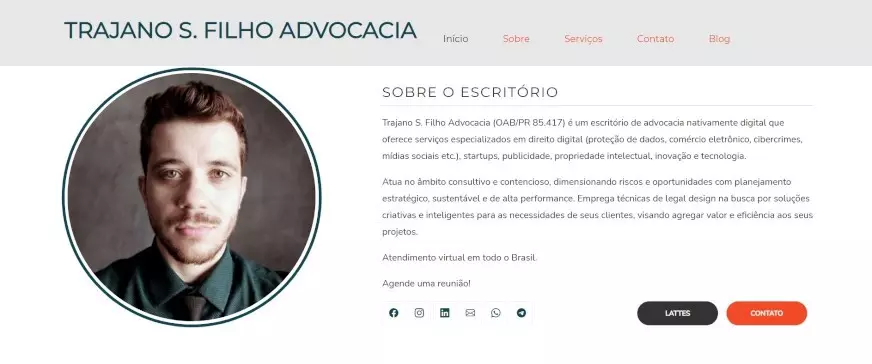 TRAJANO S. FILHO ADVOCACIA
Início Sobre Serviços Contato Blog
SOBRE O ESCRITÓRIO
Trajano S. Filho Advocacia (OAB/PR 85.417) é um escritório de advocacia nativamente digital que
oferece serviços especializados em direito digital (proteção de dados, comércio eletrônico, cibercrimes,
mídias sociais etc.), startups, publicidade, propriedade intelectual, inovação e tecnologia.
Atua no âmbito consultivo e contencioso, dimensionando riscos e oportunidades com planejamento
estratégico, sustentável e de alta performance. Emprega técnicas de legal design na busca por soluções
criativas e inteligentes para as necessidades de seus clientes, visando agregar valor e eficiência aos seus
projetos.
Atendimento virtual em todo o Brasil.
Agende uma reunião!
LATTES CONTATO